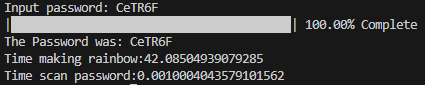 Input password: CeTR6F
| | 100.00% Complete
The Password was: CeTR6F
Time making rainbow:42.08504939079285
Time scan password:0.0010004043579101562